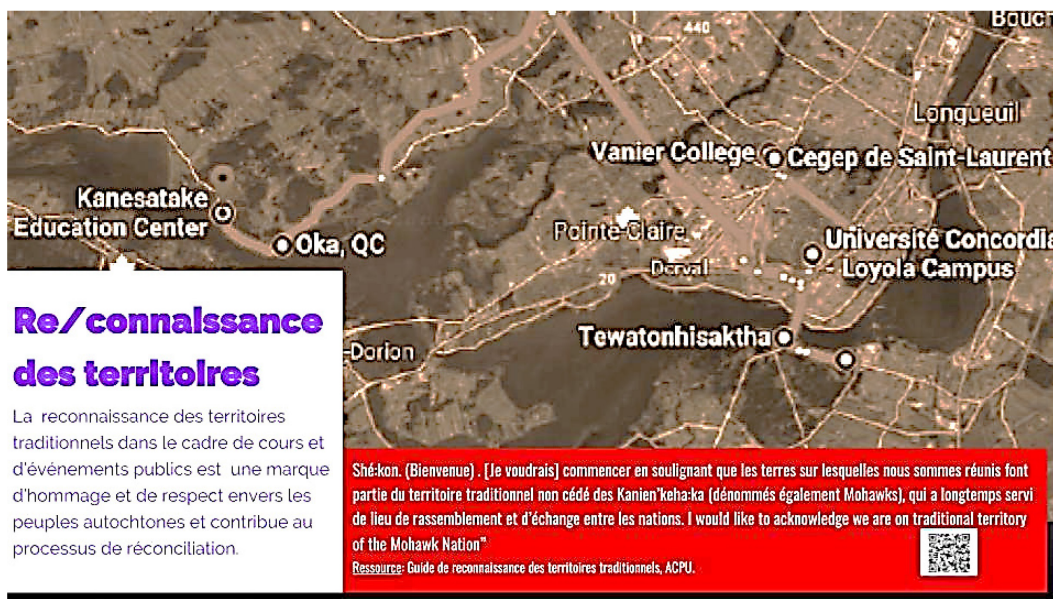 Bouch
440
Longueuil
Vanier College
Cegep de Saint-Laurent
Kanesatake
Education Center
Oka, QC
Pointe-Claire
Université Concordia
- Loyola Campus
Dorval
20
Tewatonhisaktha
-Dorion
Re/connaissance
des territoires
La reconnaissance des territoires
traditionnels dans le cadre de cours et
d'événements publics est une marque
d'hommage et de respect envers les
peuples autochtones et contribue au
processus de réconciliation.
Shé:kon. (Bienvenue) . [Je voudrais] commencer en soulignant que les terres sur lesquelles nous sommes réunis font
partie du territoire traditionnel non cédé des Kanien'keha:ka (dénommés également Mohawks), qui a longtemps servi
de lieu de rassemblement et d'échange entre les nations. I would like to acknowledge we are on traditional territory
of the Mohawk Nation"
Ressource: Guide de reconnaissance des territoires traditionnels, ACPU.